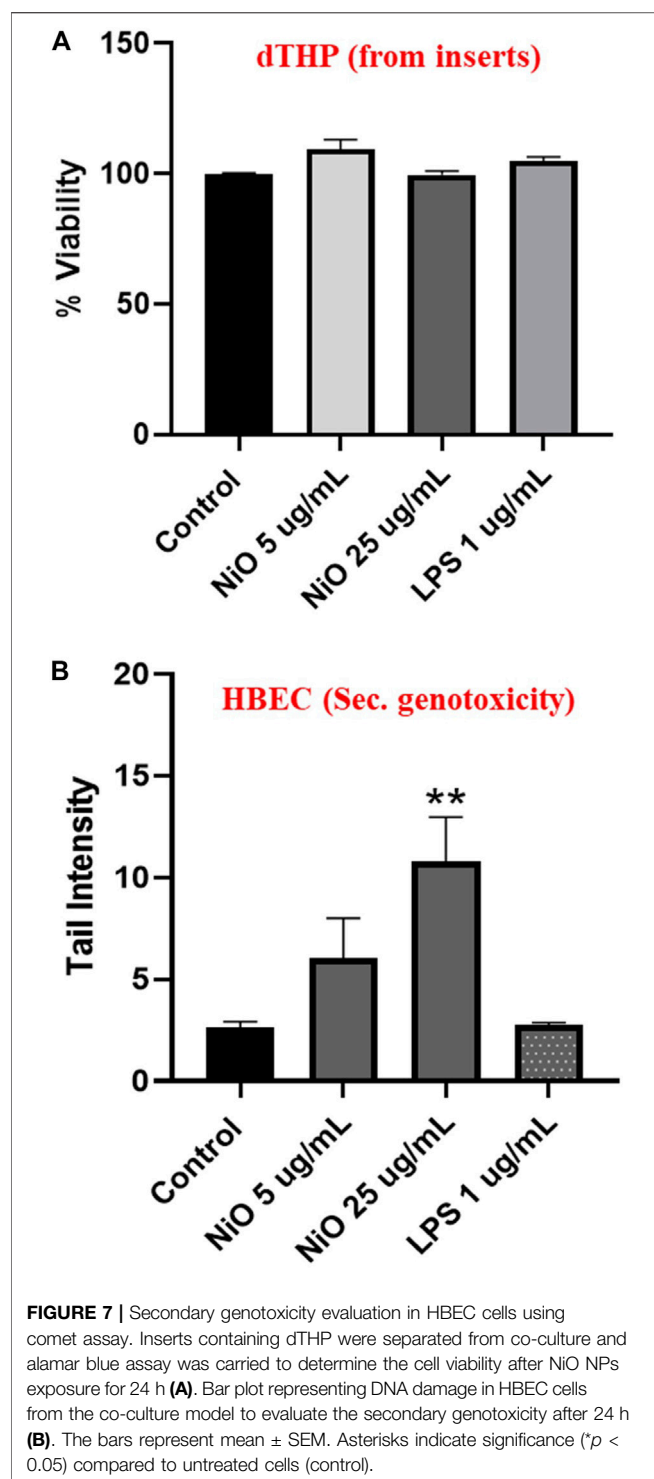 A
dTHP (from inserts)
% Viability
150
100
50
0
Control
NiO 5 ug/mL
NiO 25 ug/mL
LPS 1 ug/mL
B
HBEC (Sec. genotoxicity)
Tail Intensity
20
15
10
5
0
**
Control
NiO 5 ug/mL
NiO 25 ug/mL
LPS 1 ug/mL
FIGURE 7 | Secondary genotoxicity evaluation in HBEC cells using
comet assay. Inserts containing dTHP were separated from co-culture and
alamar blue assay was carried to determine the cell viability after NiO NPs
exposure for 24 h (A). Bar plot representing DNA damage in HBEC cells
from the co-culture model to evaluate the secondary genotoxicity after 24 h
(B). The bars represent mean ± SEM. Asterisks indicate significance (*p <
0.05) compared to untreated cells (control).